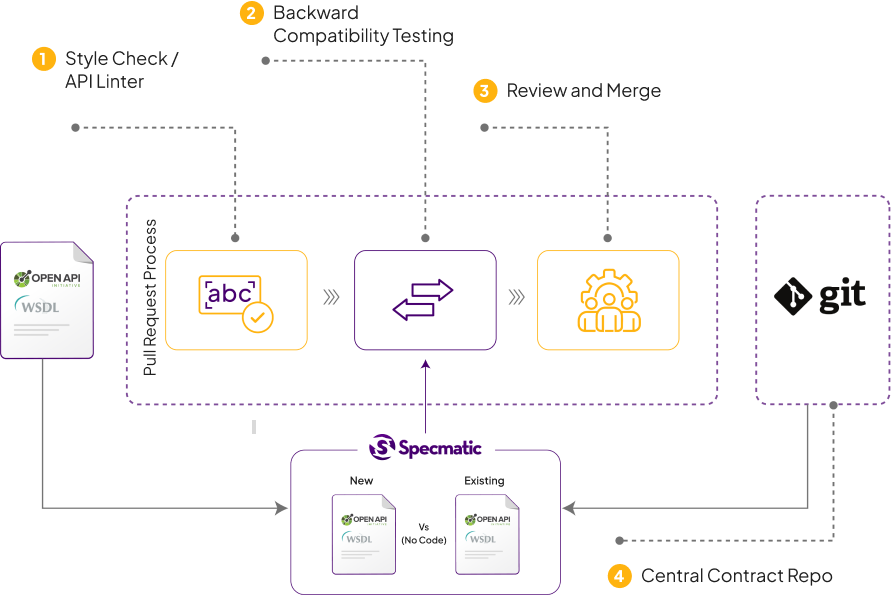 2 Backward
Compatibility Testing
1 Style Check /
API Linter
3 Review and Merge
Pull Request Process
OPEN API
INITIATIVE
WSDL
abc
git
Specmatic
New
Existing
OPEN API
WSDL
Vs
(No Code)
OPEN API
WSDL
4 Central Contract Repo